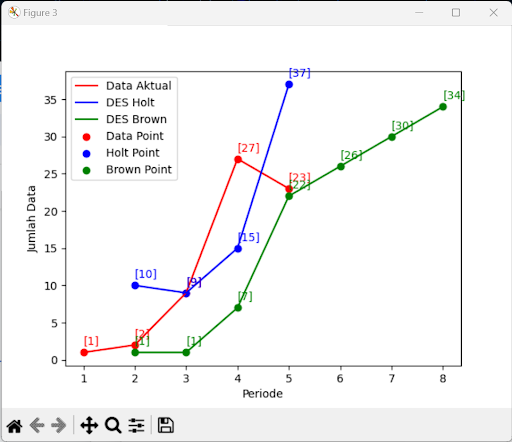 Figure 3
Data Aktual
DES Holt
DES Brown
Data Point
Holt Point
Brown Point
[37]
[34]
[30]
[27]
[26]
[23]
[22]
[15]
[10]
[9]
[9]
[7]
[2]
[1]
[1]
[1]
35
30
25
20
15
10
5
0
Jumlah Data
1 2 3 4 5 6 7 8
Periode